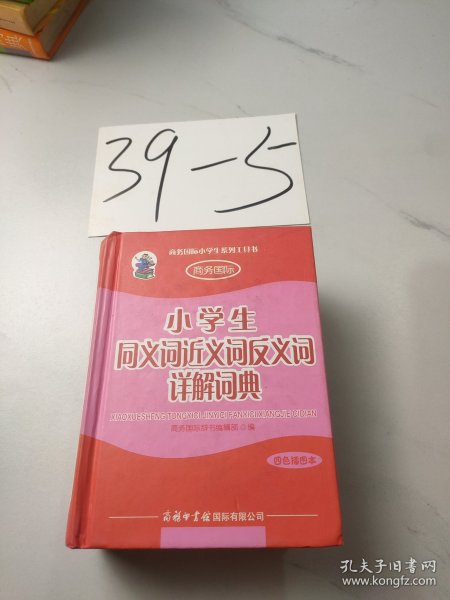 39-5
商务国际小学生系列工具书
商务国际
小学生
同义词近义词反义词
详解词典
XIAOXUESHENG TONGYICI JINYICI FANYICI XIANGJIE CIDIAN
商务国际辞书编辑部◎编
四色插图本
商务印书馆国际有限公司
孔夫子旧书网
www.kongfz.com